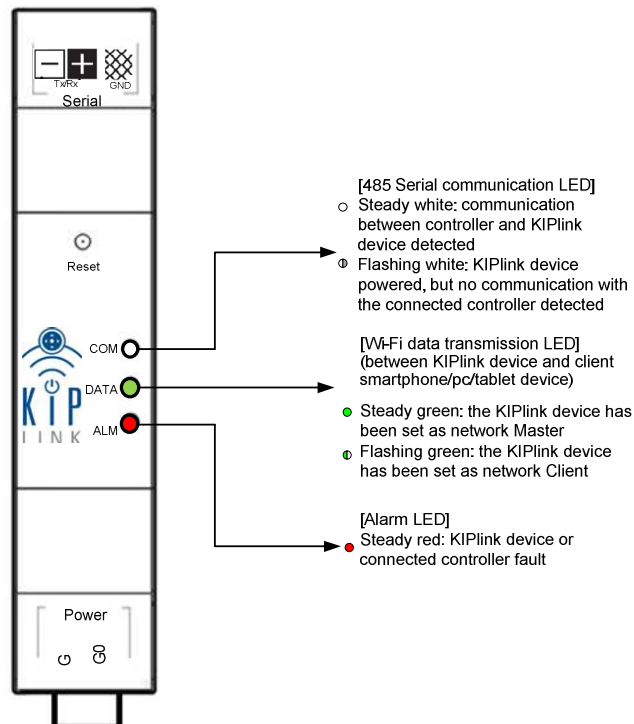 − +
Tx/Rx GND
Serial
Reset
COM
DATA
ALM
KIP
LINK
Power
G G0
[485 Serial communication LED]
Steady white: communication
between controller and KIPlink
device detected
Flashing white: KIPlink device
powered, but no communication with
the connected controller detected
[Wi-Fi data transmission LED]
(between KIPlink device and client
smartphone/pc/tablet device)
Steady green: the KIPlink device has
been set as network Master
Flashing green: the KIPlink device
has been set as network Client
[Alarm LED]
Steady red: KIPlink device or
connected controller fault